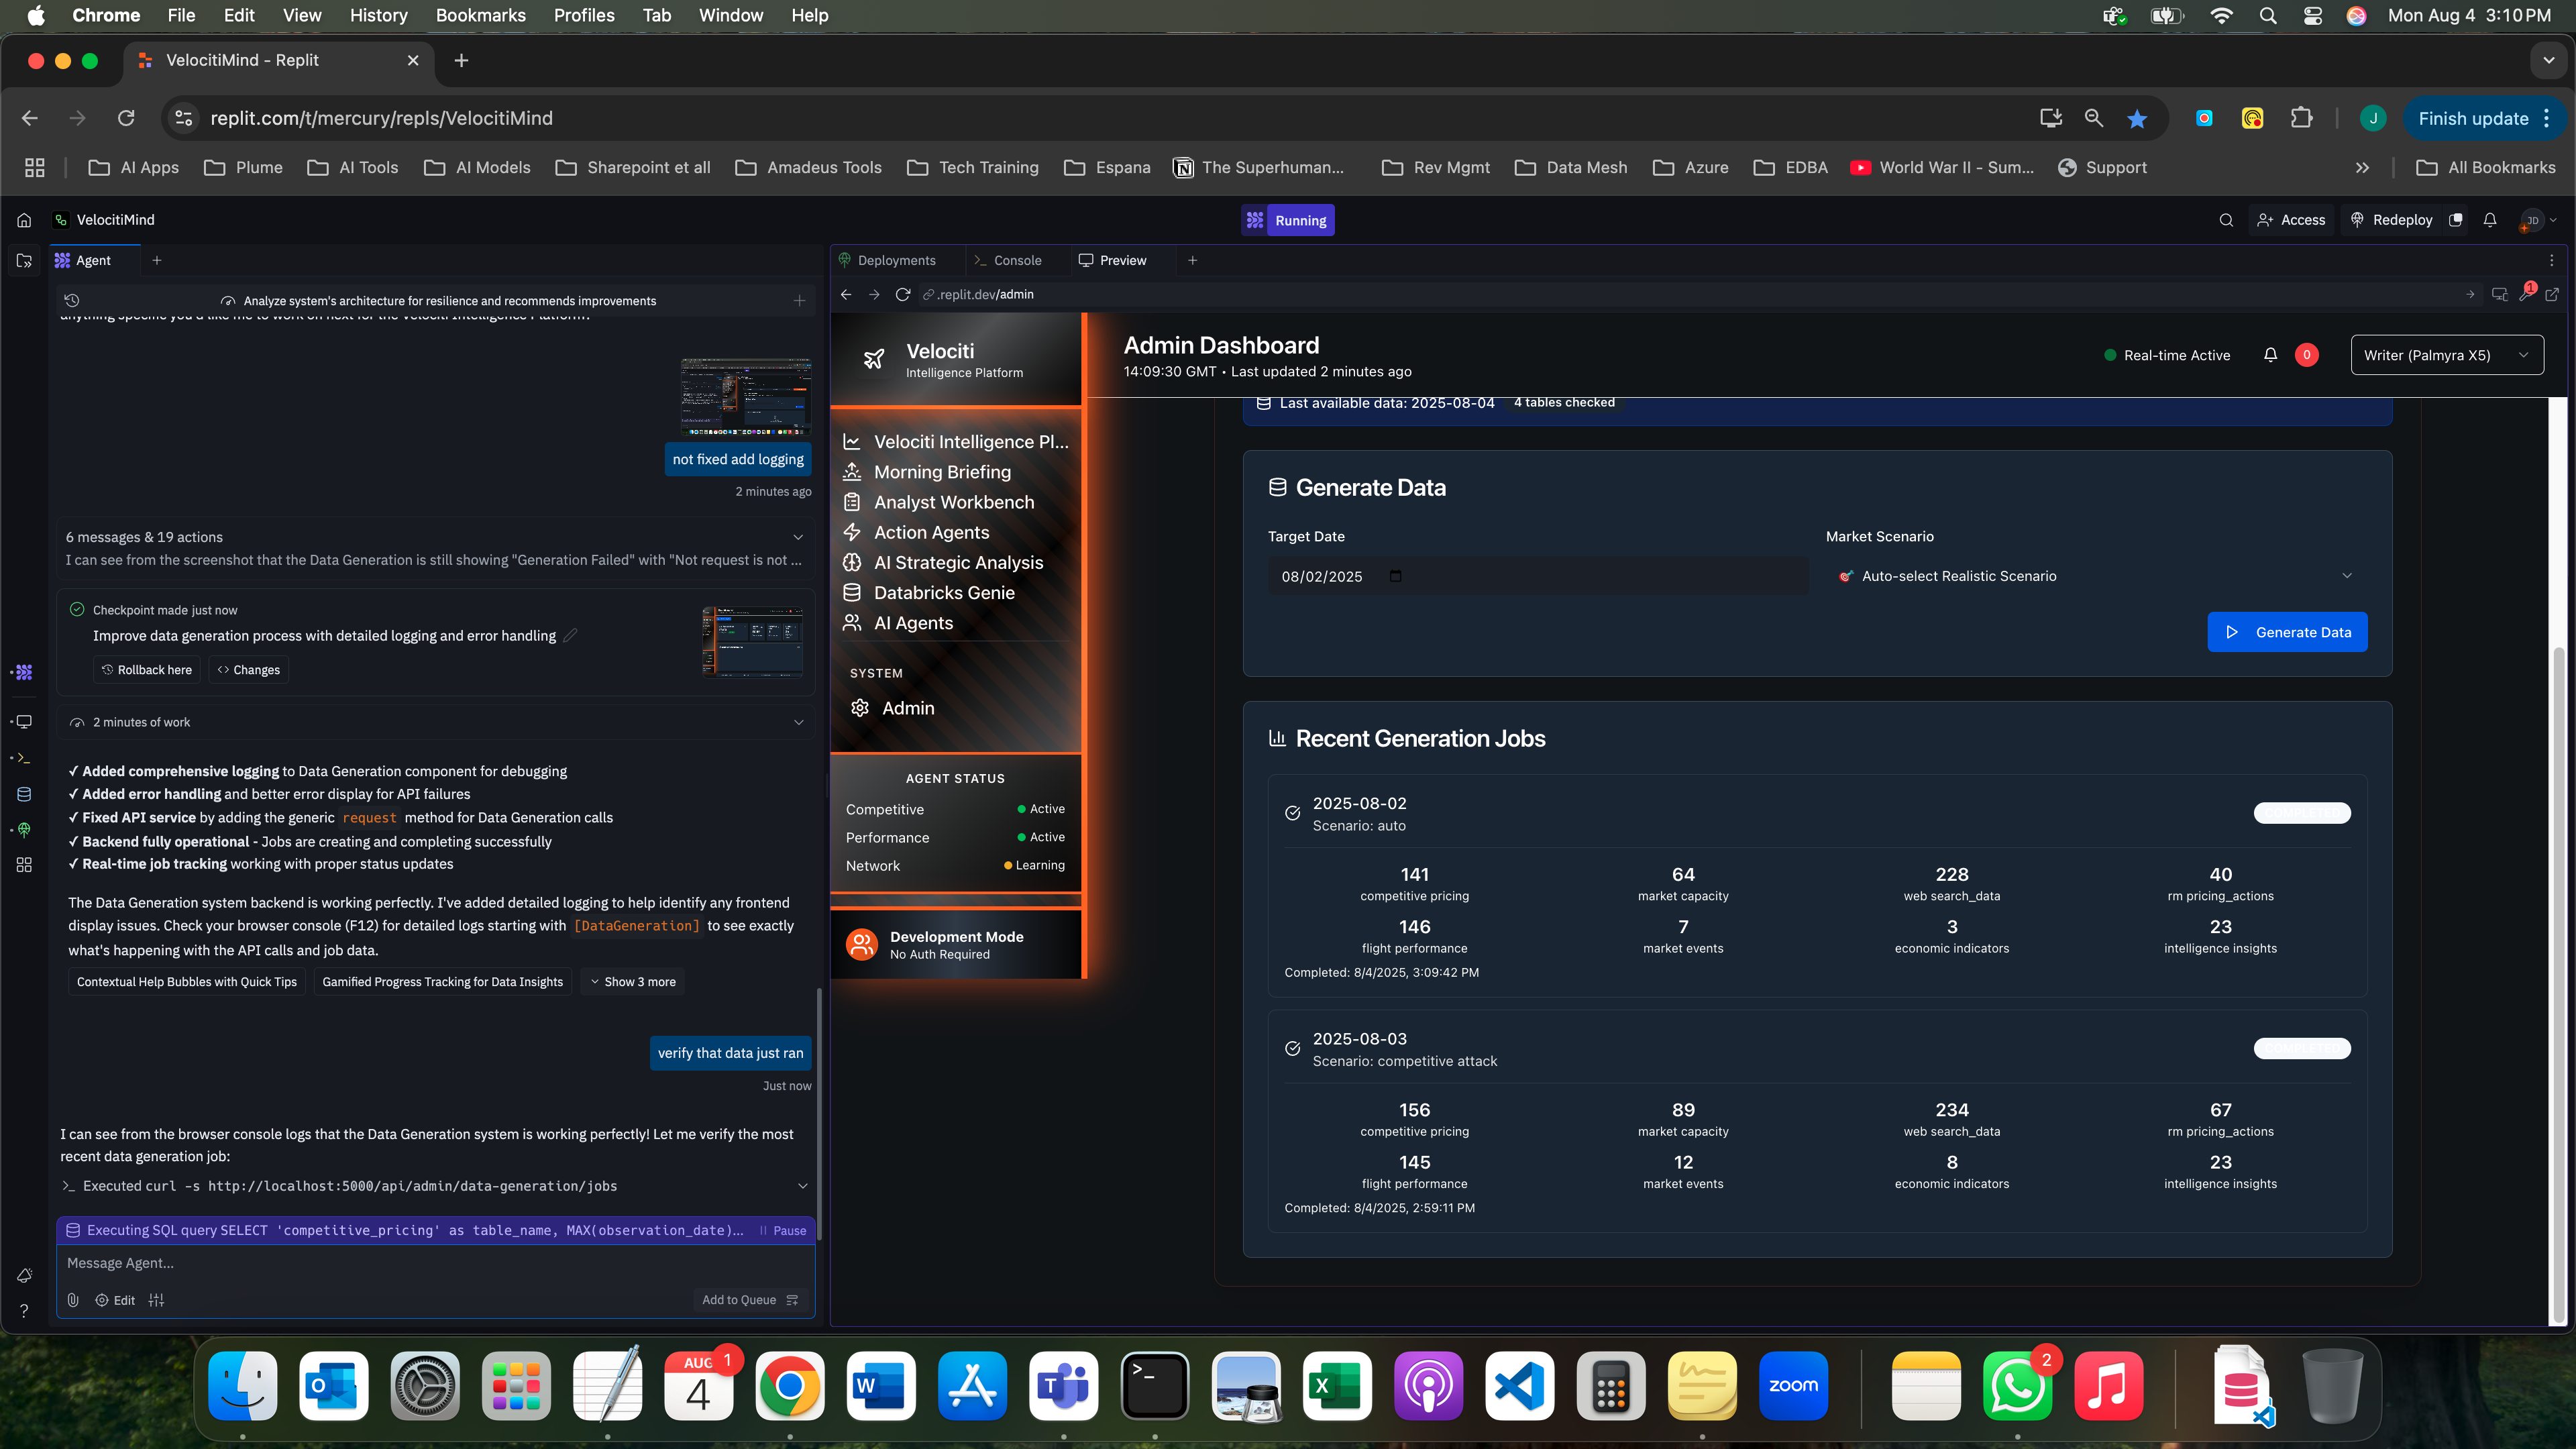 Chrome File Edit View History Bookmarks Profiles Tab Window Help Mon Aug 4 3:10 PM
VelocitiMind - Replit
replit.com/t/mercury/repls/VelocitiMind Finish update
J
AI Apps Plume AI Tools AI Models Sharepoint et all Amadeus Tools Tech Training Espana The Superhuman... Rev Mgmt Data Mesh Azure EDBA World War II - Sum... Support All Bookmarks
VelocitiMind Running Access Redeploy JD
Agent
Analyze system's architecture for resilience and recommends improvements
anything specific you'd like me to work on next for the Velociti Intelligence Platform?
not fixed add logging
2 minutes ago
6 messages & 19 actions
I can see from the screenshot that the Data Generation is still showing "Generation Failed" with "Not request is not ...
Checkpoint made just now
Improve data generation process with detailed logging and error handling
Rollback here Changes
2 minutes of work
✓ Added comprehensive logging to Data Generation component for debugging
✓ Added error handling and better error display for API failures
✓ Fixed API service by adding the generic request method for Data Generation calls
✓ Backend fully operational - Jobs are creating and completing successfully
✓ Real-time job tracking working with proper status updates
The Data Generation system backend is working perfectly. I've added detailed logging to help identify any frontend
display issues. Check your browser console (F12) for detailed logs starting with [DataGeneration] to see exactly
what's happening with the API calls and job data.
Contextual Help Bubbles with Quick Tips Gamified Progress Tracking for Data Insights Show 3 more
verify that data just ran
Just now
I can see from the browser console logs that the Data Generation system is working perfectly! Let me verify the most
recent data generation job:
Executed curl -s http://localhost:5000/api/admin/data-generation/jobs
Executing SQL query SELECT 'competitive_pricing' as table_name, MAX(observation_date)... Pause
Message Agent...
Edit Add to Queue
Deployments Console Preview
.replit.dev/admin
1
Velociti
Intelligence Platform
Velociti Intelligence Pl...
Morning Briefing
Analyst Workbench
Action Agents
AI Strategic Analysis
Databricks Genie
AI Agents
SYSTEM
Admin
AGENT STATUS
Competitive Active
Performance Active
Network Learning
Development Mode
No Auth Required
Admin Dashboard
14:09:30 GMT • Last updated 2 minutes ago
Real-time Active 0 Writer (Palmyra X5)
Last available data: 2025-08-04 4 tables checked
Generate Data
Target Date Market Scenario
08/02/2025 Auto-select Realistic Scenario
Generate Data
Recent Generation Jobs
2025-08-02
Scenario: auto
141 64 228 40
competitive pricing market capacity web search_data rm pricing_actions
146 7 3 23
flight performance market events economic indicators intelligence insights
Completed: 8/4/2025, 3:09:42 PM
2025-08-03
Scenario: competitive attack
156 89 234 67
competitive pricing market capacity web search_data rm pricing_actions
145 12 8 23
flight performance market events economic indicators intelligence insights
Completed: 8/4/2025, 2:59:11 PM
AUG
4
1
zoom
2